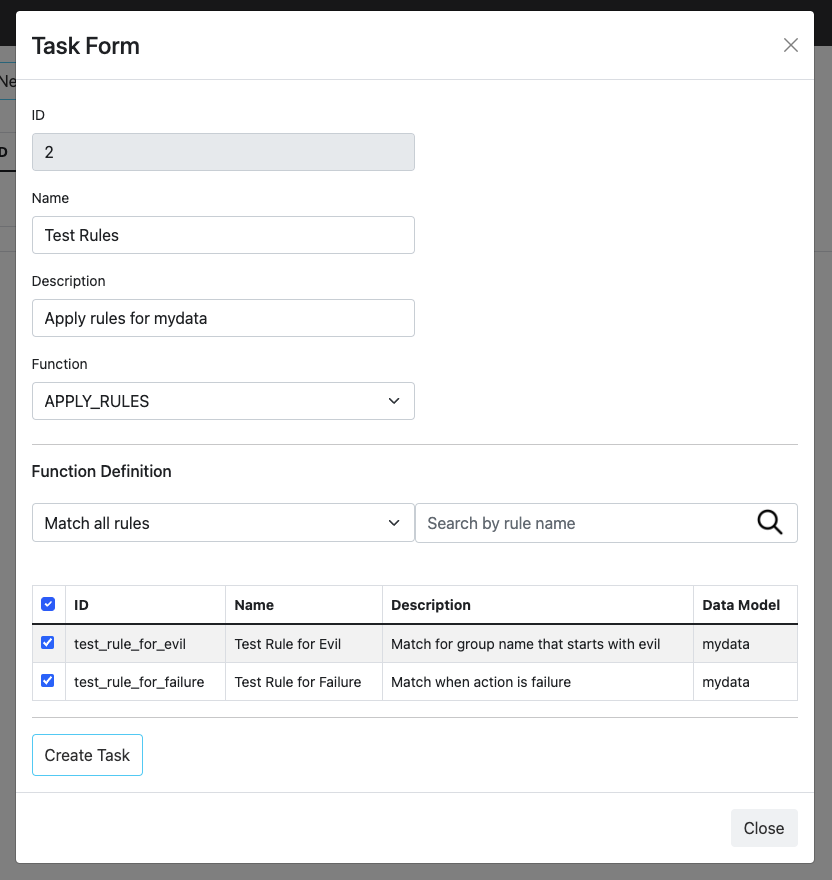 Task Form
Ne
D
ID
2
Name
Test Rules
Description
Apply rules for mydata
Function
APPLY_RULES
Function Definition
Match all rules Search by rule name
ID Name Description Data Model
test_rule_for_evil Test Rule for Evil Match for group name that starts with evil mydata
test_rule_for_failure Test Rule for Failure Match when action is failure mydata
Create Task
Close